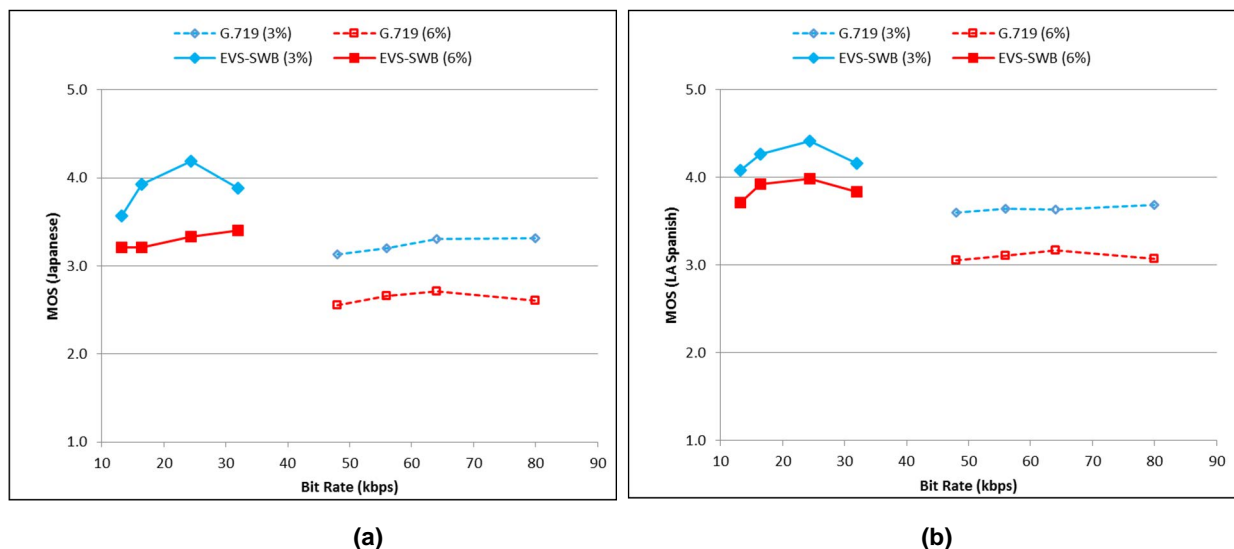 G.719 (3%) G.719 (6%)
EVS-SWB (3%) EVS-SWB (6%)
5.0
4.0
3.0
2.0
1.0
MOS (Japanese)
10 20 30 40 50 60 70 80 90
Bit Rate (kbps)
(a)
G.719 (3%) G.719 (6%)
EVS-SWB (3%) EVS-SWB (6%)
5.0
4.0
3.0
2.0
1.0
MOS (LA Spanish)
10 20 30 40 50 60 70 80 90
Bit Rate (kbps)
(b)